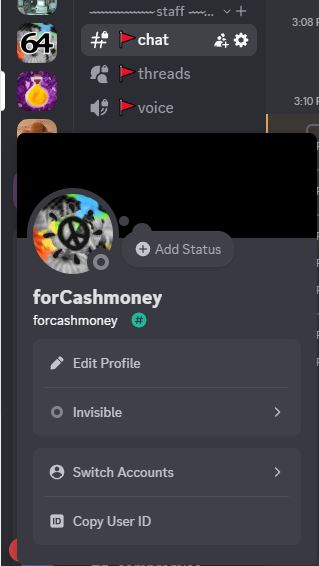 staff
64
chat
threads
voice
3:08
3:10
Add Status
forCashmoney
forcashmoney
Edit Profile
Invisible
Switch Accounts
ID Copy User ID